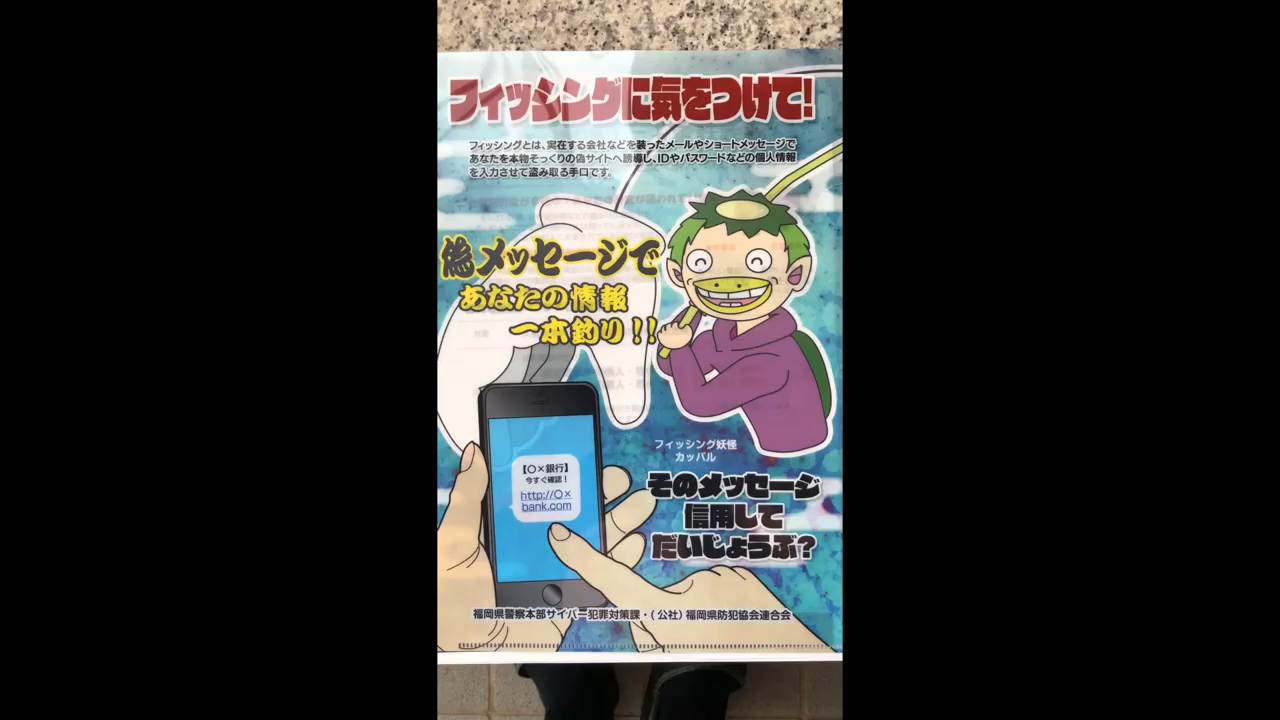 フィッシングに気をつけて!
フィッシングとは、実在する会社などを装ったメールやショートメッセージで
あなたを本物そっくりの偽サイトへ誘導し、IDやパスワードなどの個人情報
を入力させて盗み取る手口です。
偽メッセージで
あなたの情報
一本釣り!!
フィッシング妖怪
カッパル
【〇×銀行】
今すぐ確認!
http://〇×
bank.com
そのメッセージ
信用して
だいじょうぶ?
福岡県警察本部サイバー犯罪対策課・(公社)福岡県防犯協会連合会